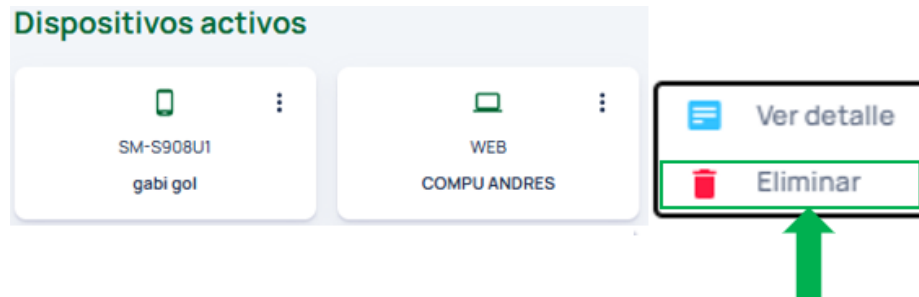 Dispositivos activos
SM-S908U1
gabi gol
WEB
COMPU ANDRES
Ver detalle
Eliminar